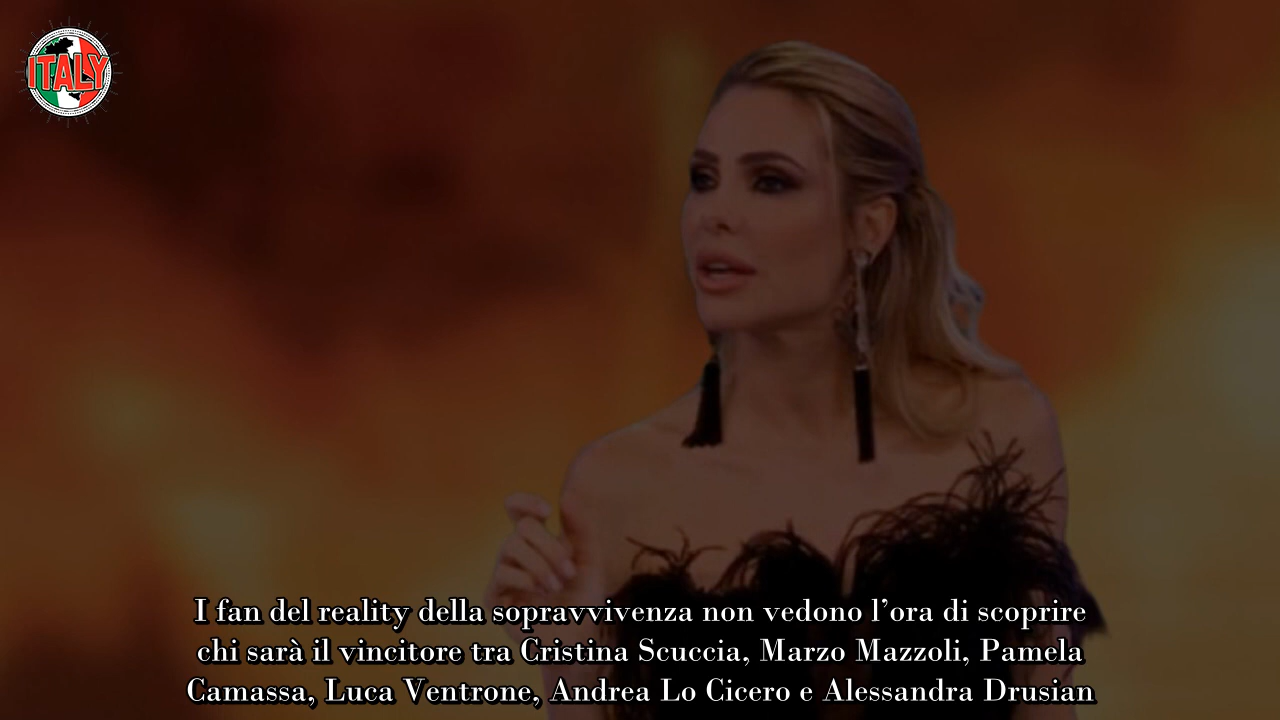 ITALY
I fan del reality della sopravvivenza non vedono l’ora di scoprire
chi sarà il vincitore tra Cristina Scuccia, Marzo Mazzoli, Pamela
Camassa, Luca Ventrone, Andrea Lo Cicero e Alessandra Drusian